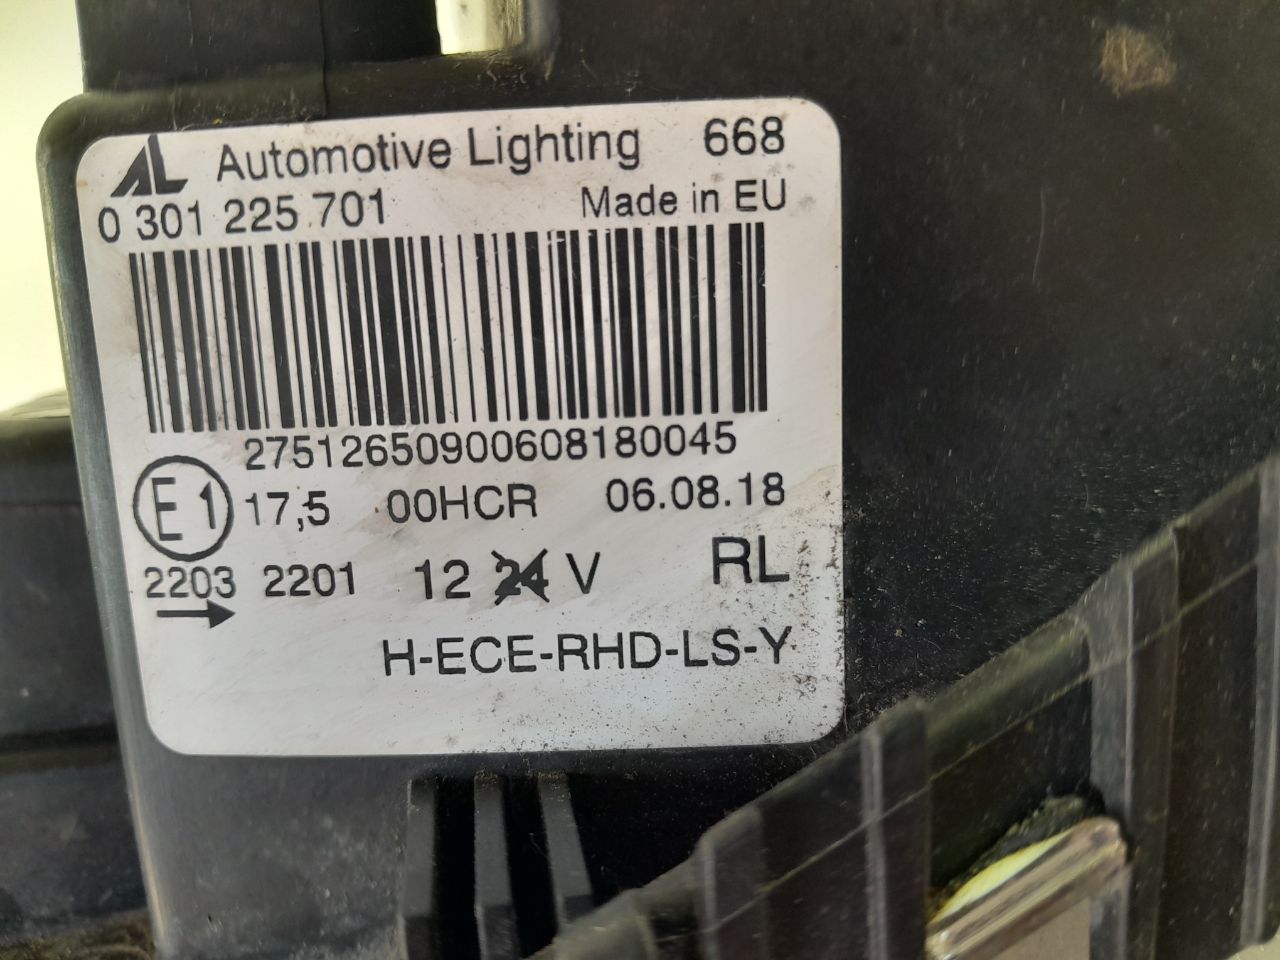 AL Automotive Lighting 668
0 301 225 701 Made in EU
27512650900608180045
E1 17,5 00HCR 06.08.18
2203 2201 12 24 V RL
→
H-ECE-RHD-LS-Y